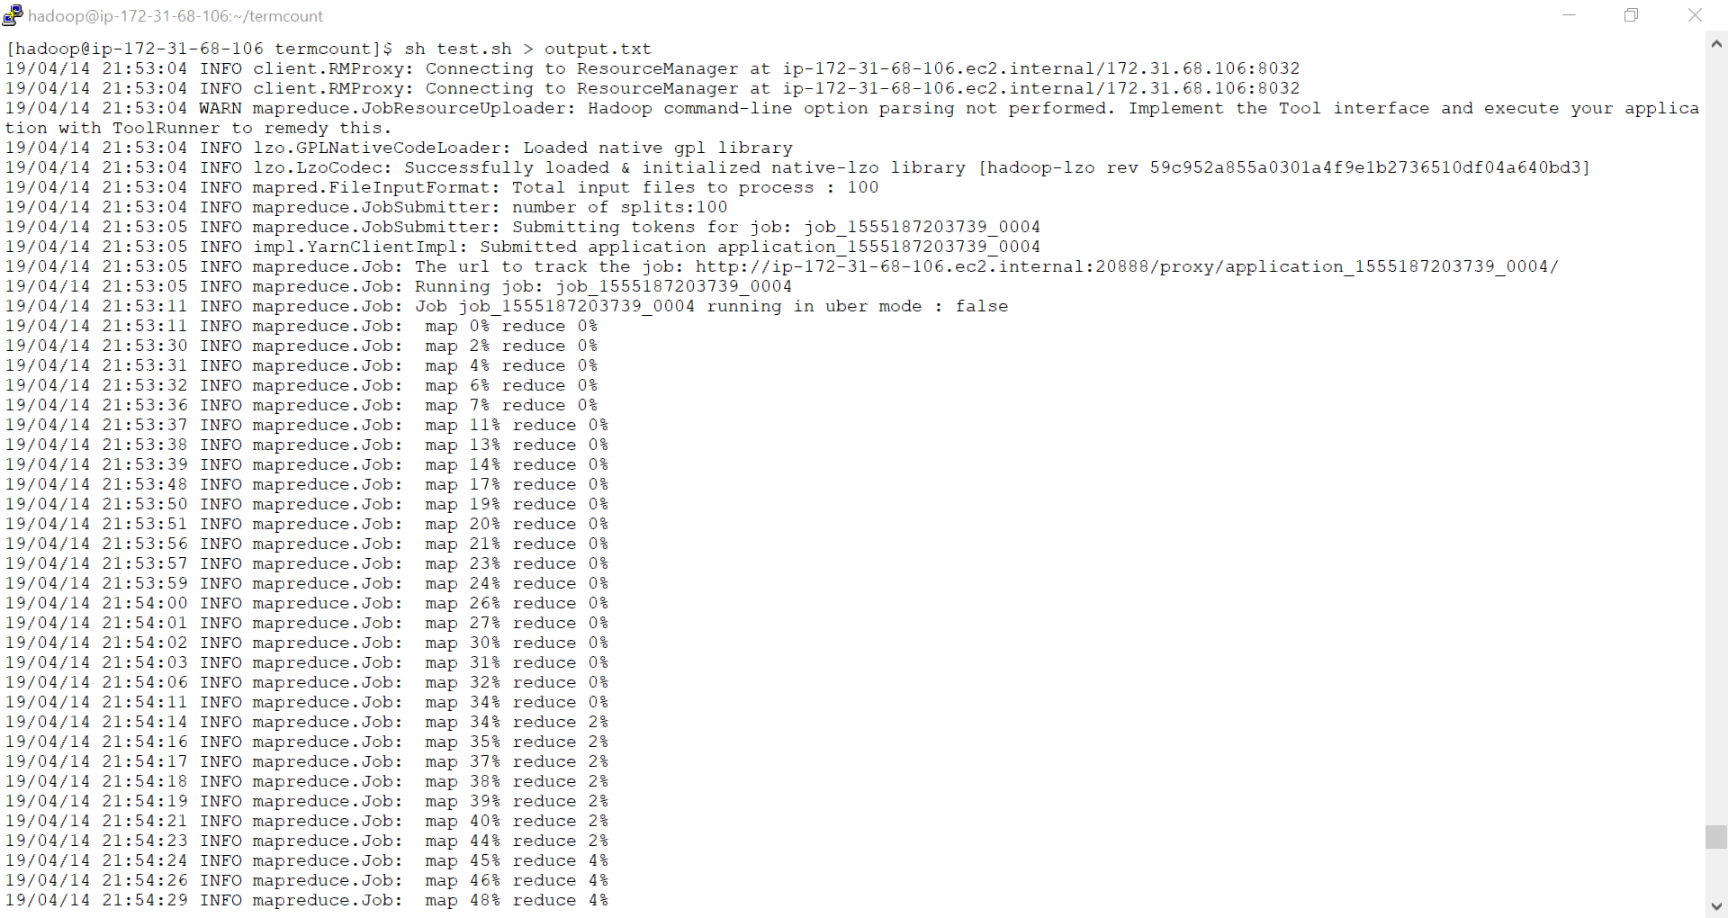 hadoop@ip-172-31-68-106:~/termcount
[hadoop@ip-172-31-68-106 termcount]$ sh test.sh > output.txt
19/04/14 21:53:04 INFO client.RMProxy: Connecting to ResourceManager at ip-172-31-68-106.ec2.internal/172.31.68.106:8032
19/04/14 21:53:04 INFO client.RMProxy: Connecting to ResourceManager at ip-172-31-68-106.ec2.internal/172.31.68.106:8032
19/04/14 21:53:04 WARN mapreduce.JobResourceUploader: Hadoop command-line option parsing not performed. Implement the Tool interface and execute your applica
tion with ToolRunner to remedy this.
19/04/14 21:53:04 INFO lzo.GPLNativeCodeLoader: Loaded native gpl library
19/04/14 21:53:04 INFO lzo.LzoCodec: Successfully loaded & initialized native-lzo library [hadoop-lzo rev 59c952a855a0301a4f9e1b2736510df04a640bd3]
19/04/14 21:53:04 INFO mapred.FileInputFormat: Total input files to process : 100
19/04/14 21:53:04 INFO mapreduce.JobSubmitter: number of splits:100
19/04/14 21:53:05 INFO mapreduce.JobSubmitter: Submitting tokens for job: job_1555187203739_0004
19/04/14 21:53:05 INFO impl.YarnClientImpl: Submitted application application_1555187203739_0004
19/04/14 21:53:05 INFO mapreduce.Job: The url to track the job: http://ip-172-31-68-106.ec2.internal:20888/proxy/application_1555187203739_0004/
19/04/14 21:53:05 INFO mapreduce.Job: Running job: job_1555187203739_0004
19/04/14 21:53:11 INFO mapreduce.Job: Job job_1555187203739_0004 running in uber mode : false
19/04/14 21:53:11 INFO mapreduce.Job:  map 0% reduce 0%
19/04/14 21:53:30 INFO mapreduce.Job:  map 2% reduce 0%
19/04/14 21:53:31 INFO mapreduce.Job:  map 4% reduce 0%
19/04/14 21:53:32 INFO mapreduce.Job:  map 6% reduce 0%
19/04/14 21:53:36 INFO mapreduce.Job:  map 7% reduce 0%
19/04/14 21:53:37 INFO mapreduce.Job:  map 11% reduce 0%
19/04/14 21:53:38 INFO mapreduce.Job:  map 13% reduce 0%
19/04/14 21:53:39 INFO mapreduce.Job:  map 14% reduce 0%
19/04/14 21:53:48 INFO mapreduce.Job:  map 17% reduce 0%
19/04/14 21:53:50 INFO mapreduce.Job:  map 19% reduce 0%
19/04/14 21:53:51 INFO mapreduce.Job:  map 20% reduce 0%
19/04/14 21:53:56 INFO mapreduce.Job:  map 21% reduce 0%
19/04/14 21:53:57 INFO mapreduce.Job:  map 23% reduce 0%
19/04/14 21:53:59 INFO mapreduce.Job:  map 24% reduce 0%
19/04/14 21:54:00 INFO mapreduce.Job:  map 26% reduce 0%
19/04/14 21:54:01 INFO mapreduce.Job:  map 27% reduce 0%
19/04/14 21:54:02 INFO mapreduce.Job:  map 30% reduce 0%
19/04/14 21:54:03 INFO mapreduce.Job:  map 31% reduce 0%
19/04/14 21:54:06 INFO mapreduce.Job:  map 32% reduce 0%
19/04/14 21:54:11 INFO mapreduce.Job:  map 34% reduce 0%
19/04/14 21:54:14 INFO mapreduce.Job:  map 34% reduce 2%
19/04/14 21:54:16 INFO mapreduce.Job:  map 35% reduce 2%
19/04/14 21:54:17 INFO mapreduce.Job:  map 37% reduce 2%
19/04/14 21:54:18 INFO mapreduce.Job:  map 38% reduce 2%
19/04/14 21:54:19 INFO mapreduce.Job:  map 39% reduce 2%
19/04/14 21:54:21 INFO mapreduce.Job:  map 40% reduce 2%
19/04/14 21:54:23 INFO mapreduce.Job:  map 44% reduce 2%
19/04/14 21:54:24 INFO mapreduce.Job:  map 45% reduce 4%
19/04/14 21:54:26 INFO mapreduce.Job:  map 46% reduce 4%
19/04/14 21:54:29 INFO mapreduce.Job:  map 48% reduce 4%